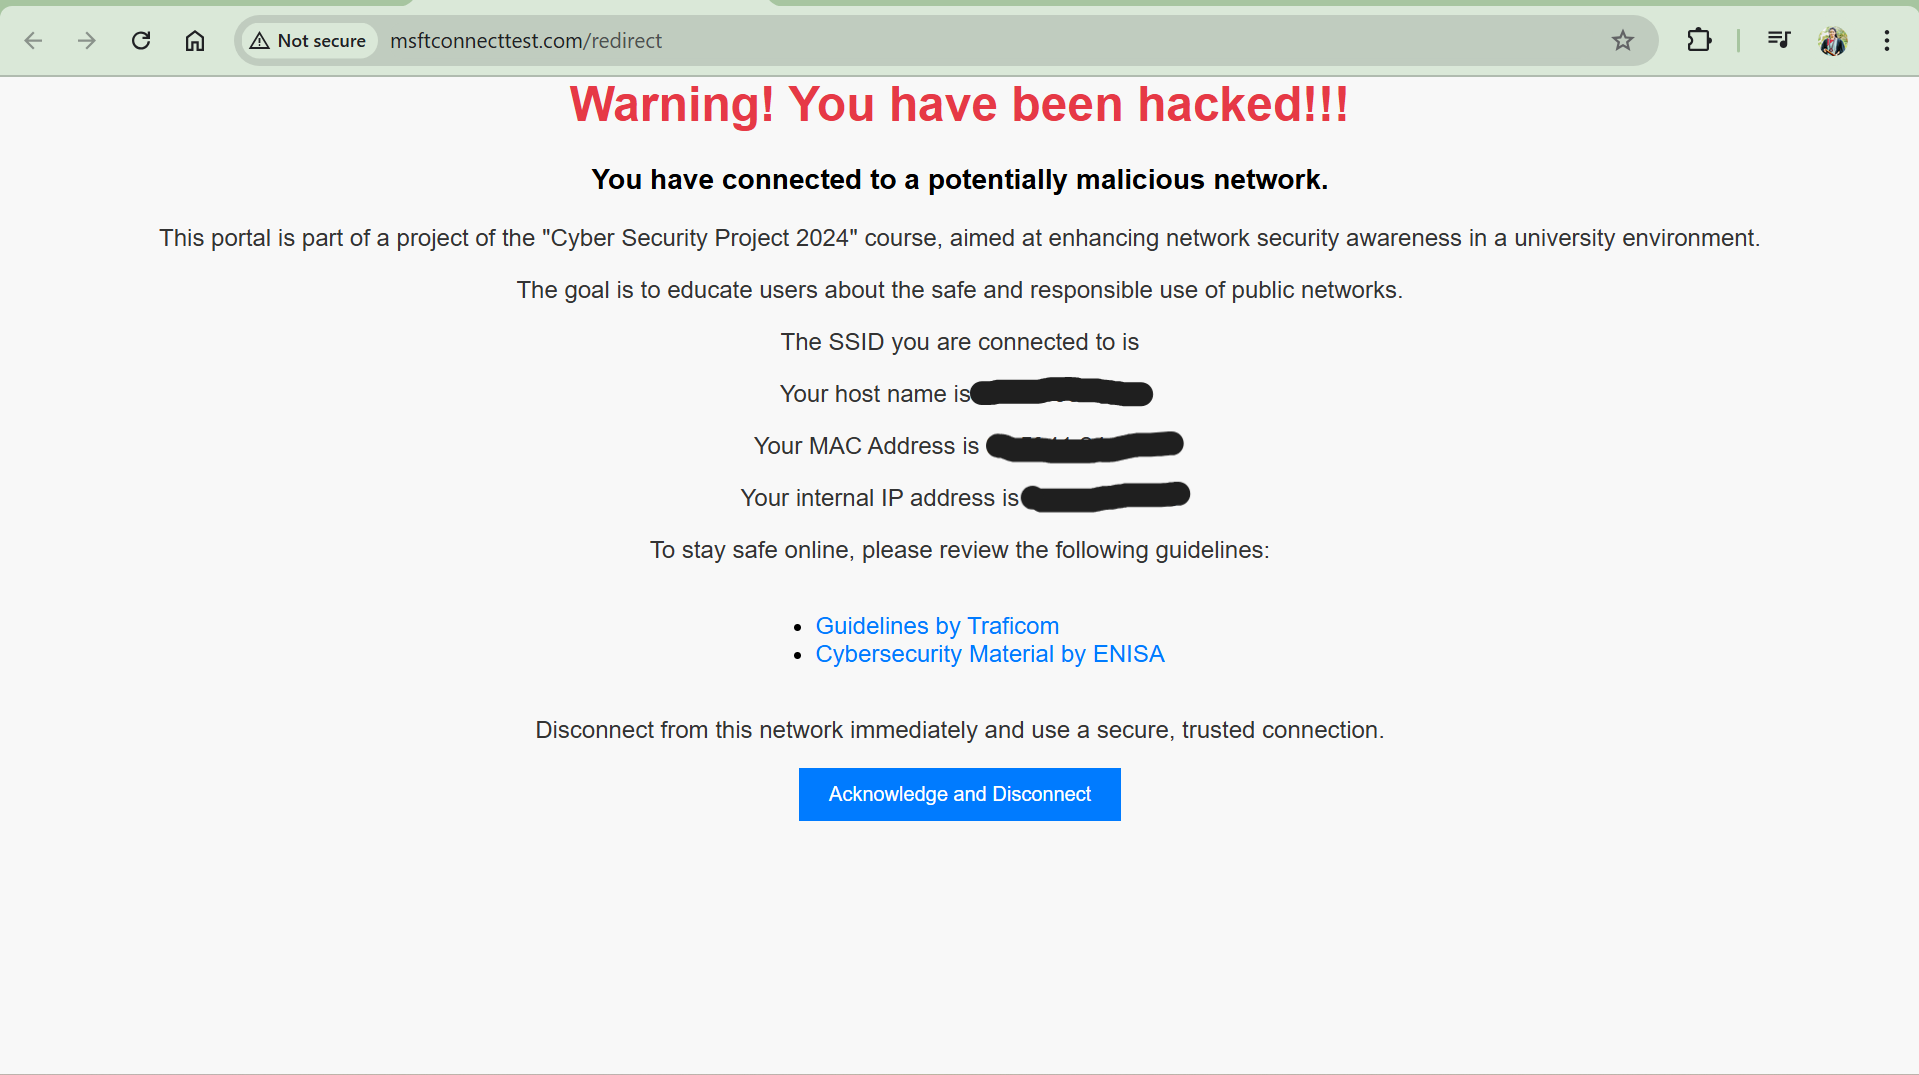 Not secure
msftconnecttest.com/redirect
Warning! You have been hacked!!!
You have connected to a potentially malicious network.
This portal is part of a project of the "Cyber Security Project 2024" course, aimed at enhancing network security awareness in a university environment.
The goal is to educate users about the safe and responsible use of public networks.
The SSID you are connected to is
Your host name is
Your MAC Address is
Your internal IP address is
To stay safe online, please review the following guidelines:
Guidelines by Traficom
Cybersecurity Material by ENISA
Disconnect from this network immediately and use a secure, trusted connection.
Acknowledge and Disconnect